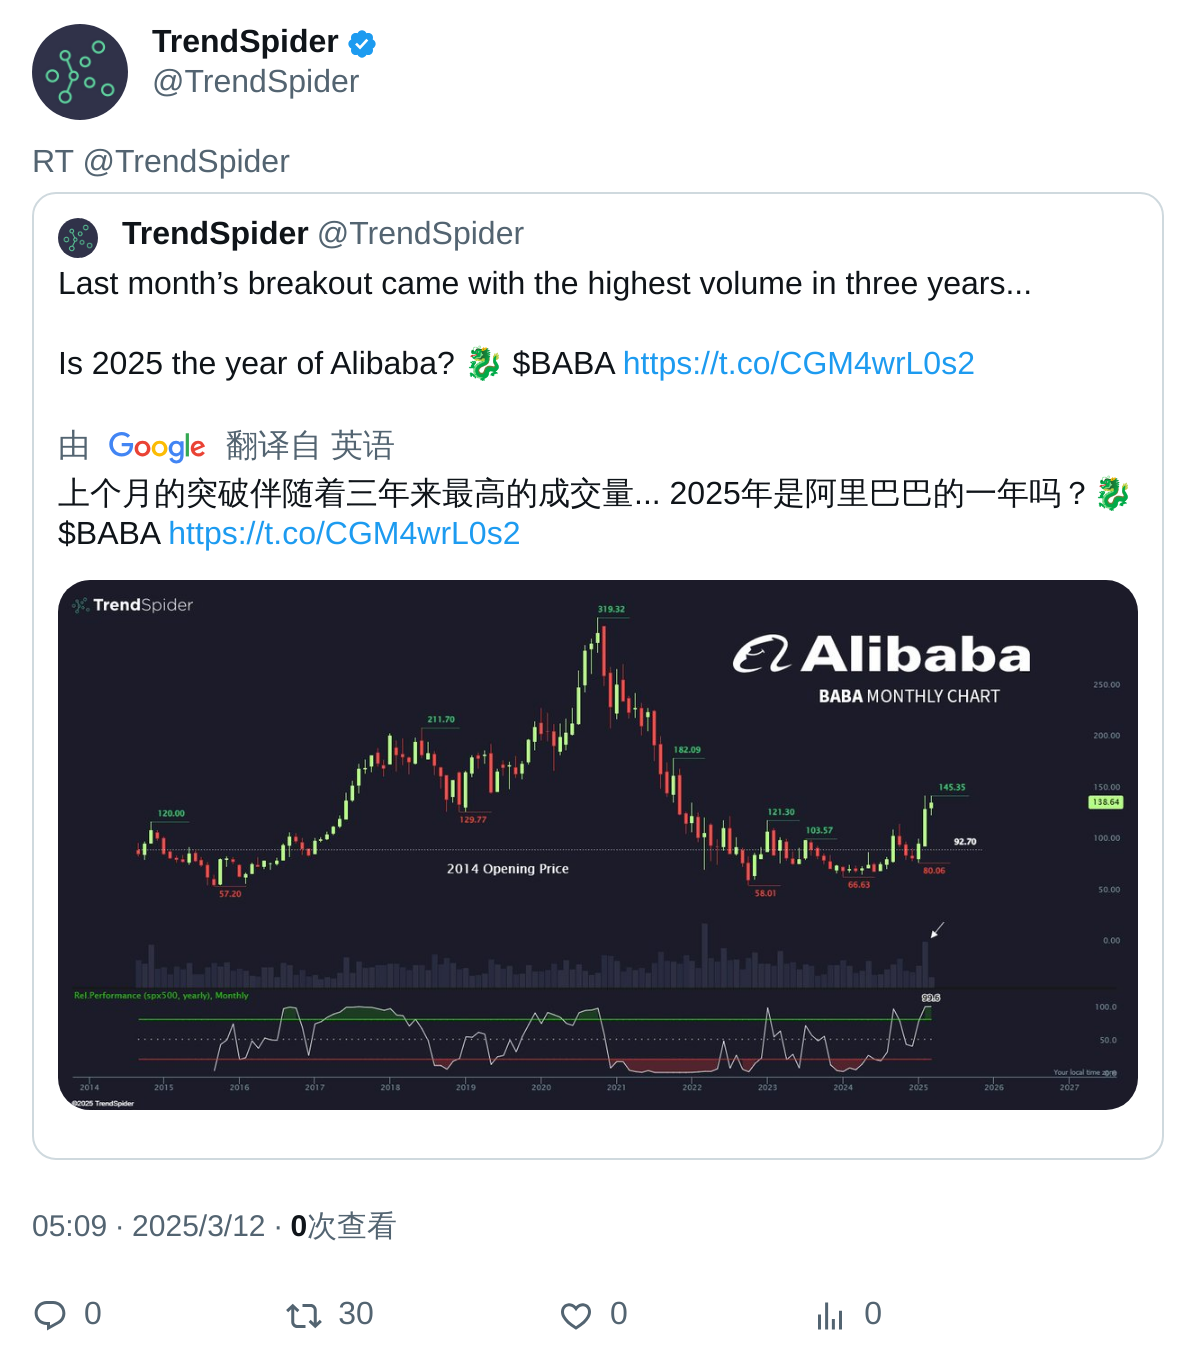 TrendSpider
@TrendSpider
RT @TrendSpider
TrendSpider @TrendSpider
Last month’s breakout came with the highest volume in three years...
Is 2025 the year of Alibaba? 🐉 $BABA https://t.co/CGM4wrL0s2
由 Google 翻译自 英语
上个月的突破伴随着三年来最高的成交量... 2025年是阿里巴巴的一年吗？🐉
$BABA https://t.co/CGM4wrL0s2
TrendSpider
319.32
Alibaba
BABA MONTHLY CHART
250.00
211.70
200.00
182.09
150.00
145.35
138.64
120.00
121.30
129.77
103.57
100.00
92.70
2014 Opening Price
80.06
66.63
57.20
58.01
50.00
0.00
Rel.Performance (spx500, yearly), Monthly
99.6
100.0
50.0
Your local time zone
2014 2015 2016 2017 2018 2019 2020 2021 2022 2023 2024 2025 2026 2027
©2025 TrendSpider
05:09 · 2025/3/12 · 0次查看
0 30 0 0